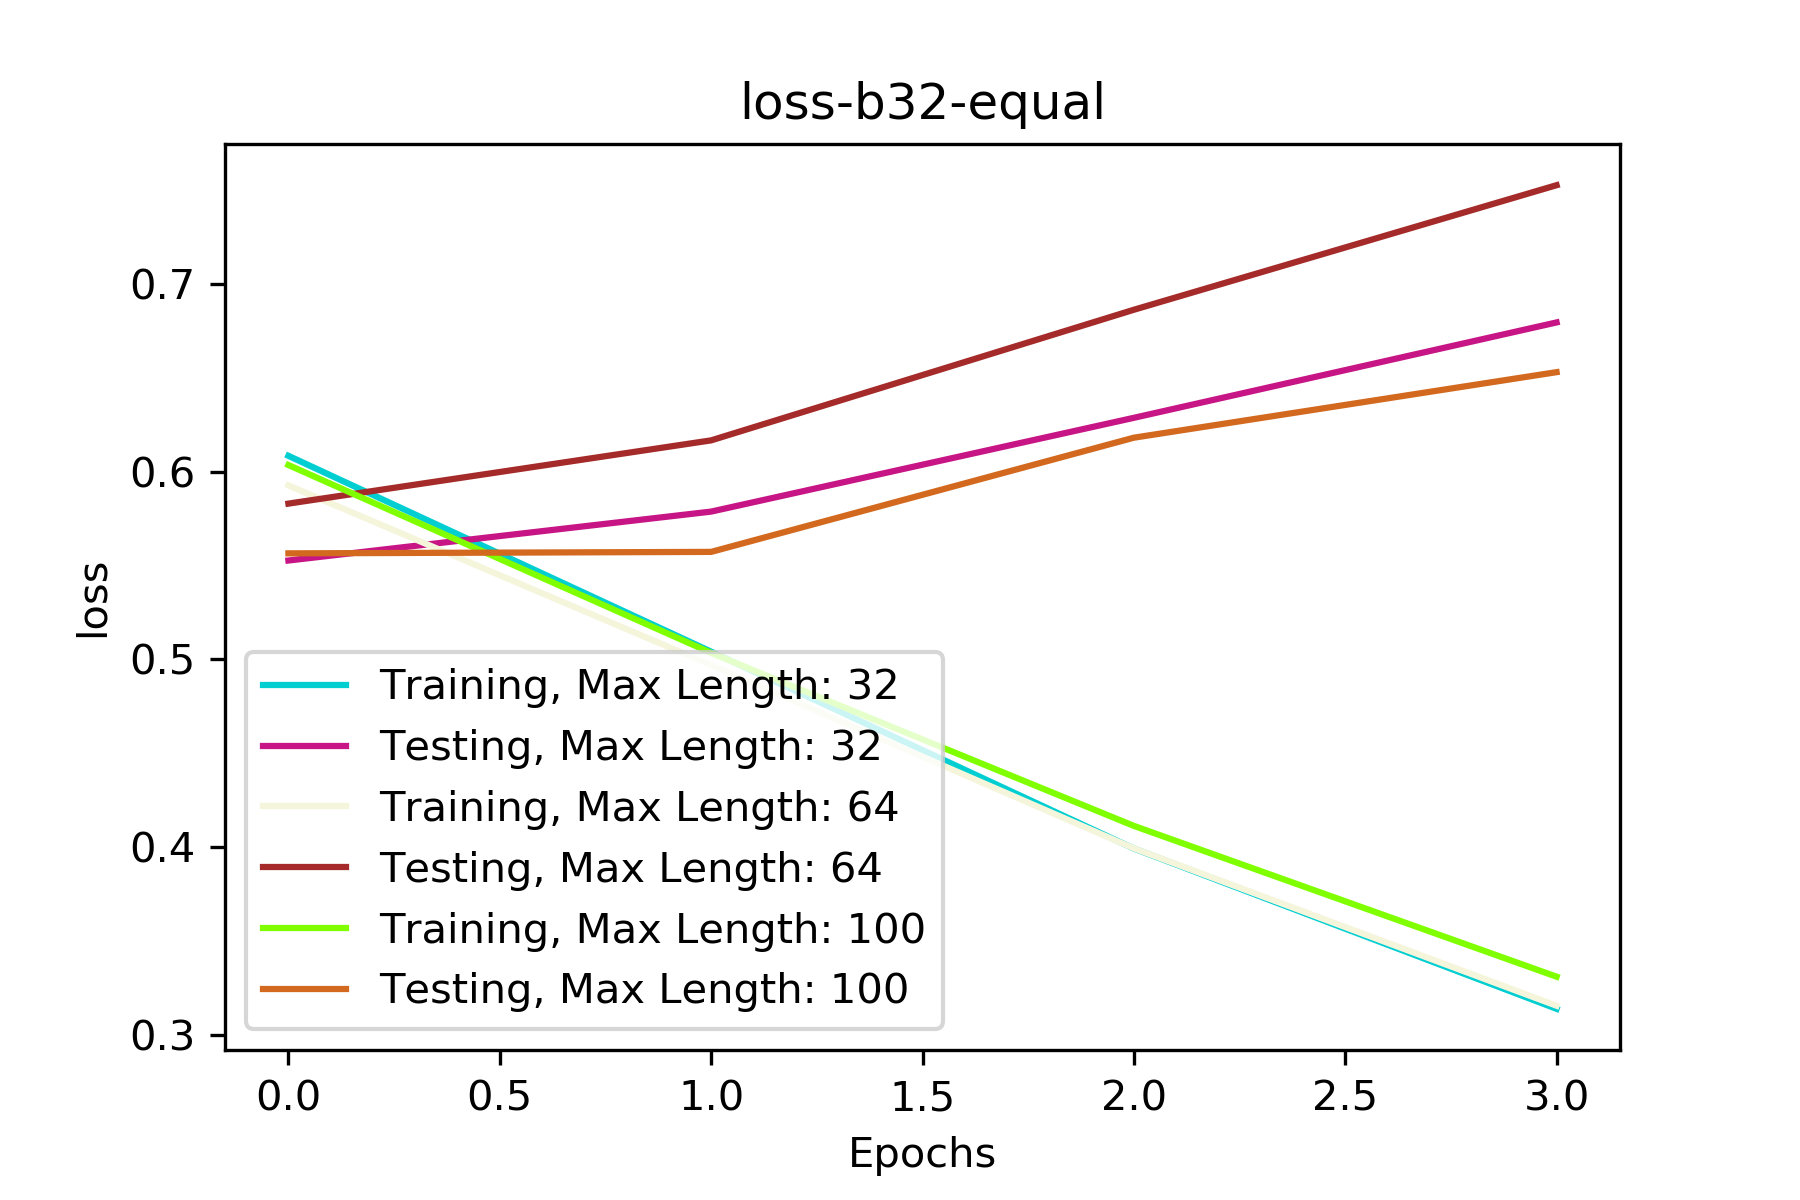 loss-b32-equal
0.7
0.6
0.5
0.4
0.3
loss
Training, Max Length: 32
Testing, Max Length: 32
Training, Max Length: 64
Testing, Max Length: 64
Training, Max Length: 100
Testing, Max Length: 100
0.0 0.5 1.0 1.5 2.0 2.5 3.0
Epochs